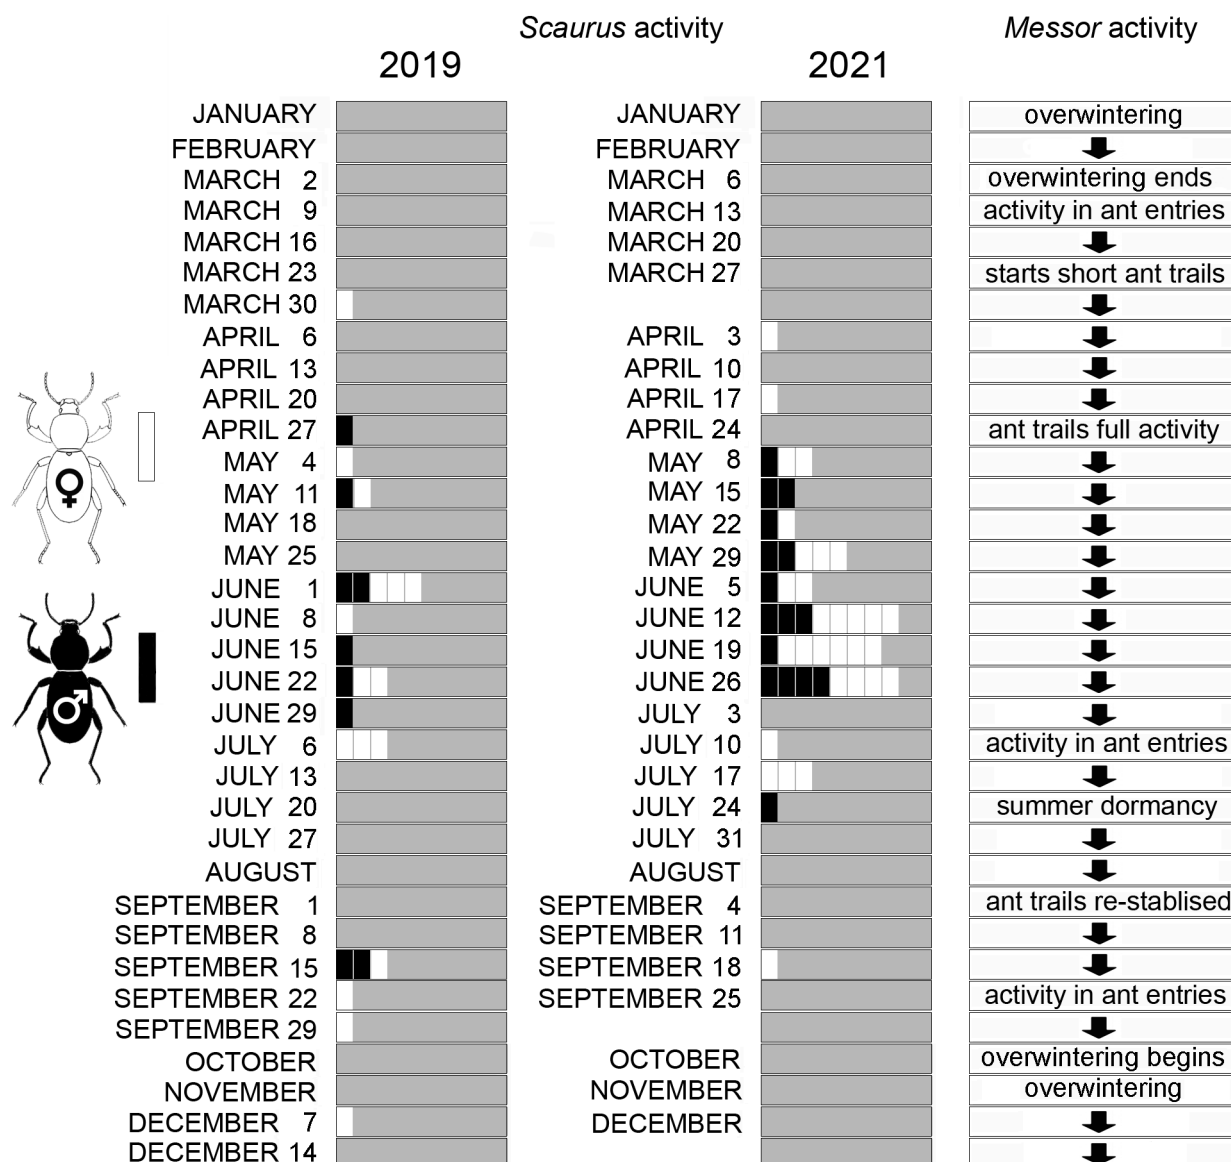 Scaurus activity Messor activity
2019 2021
JANUARY JANUARY overwintering
FEBRUARY FEBRUARY
MARCH 2 MARCH 6 overwintering ends
MARCH 9 MARCH 13 activity in ant entries
MARCH 16 MARCH 20
MARCH 23 MARCH 27 starts short ant trails
MARCH 30
APRIL 6 APRIL 3
APRIL 13 APRIL 10
APRIL 20 APRIL 17
APRIL 27 APRIL 24 ant trails full activity
MAY 4 MAY 8
MAY 11 MAY 15
MAY 18 MAY 22
MAY 25 MAY 29
JUNE 1 JUNE 5
JUNE 8 JUNE 12
JUNE 15 JUNE 19
JUNE 22 JUNE 26
JUNE 29 JULY 3
JULY 6 JULY 10 activity in ant entries
JULY 13 JULY 17
JULY 20 JULY 24 summer dormancy
JULY 27 JULY 31
AUGUST AUGUST
SEPTEMBER 1 SEPTEMBER 4 ant trails re-stablised
SEPTEMBER 8 SEPTEMBER 11
SEPTEMBER 15 SEPTEMBER 18
SEPTEMBER 22 SEPTEMBER 25 activity in ant entries
SEPTEMBER 29
OCTOBER OCTOBER overwintering begins
NOVEMBER NOVEMBER overwintering
DECEMBER 7 DECEMBER
DECEMBER 14